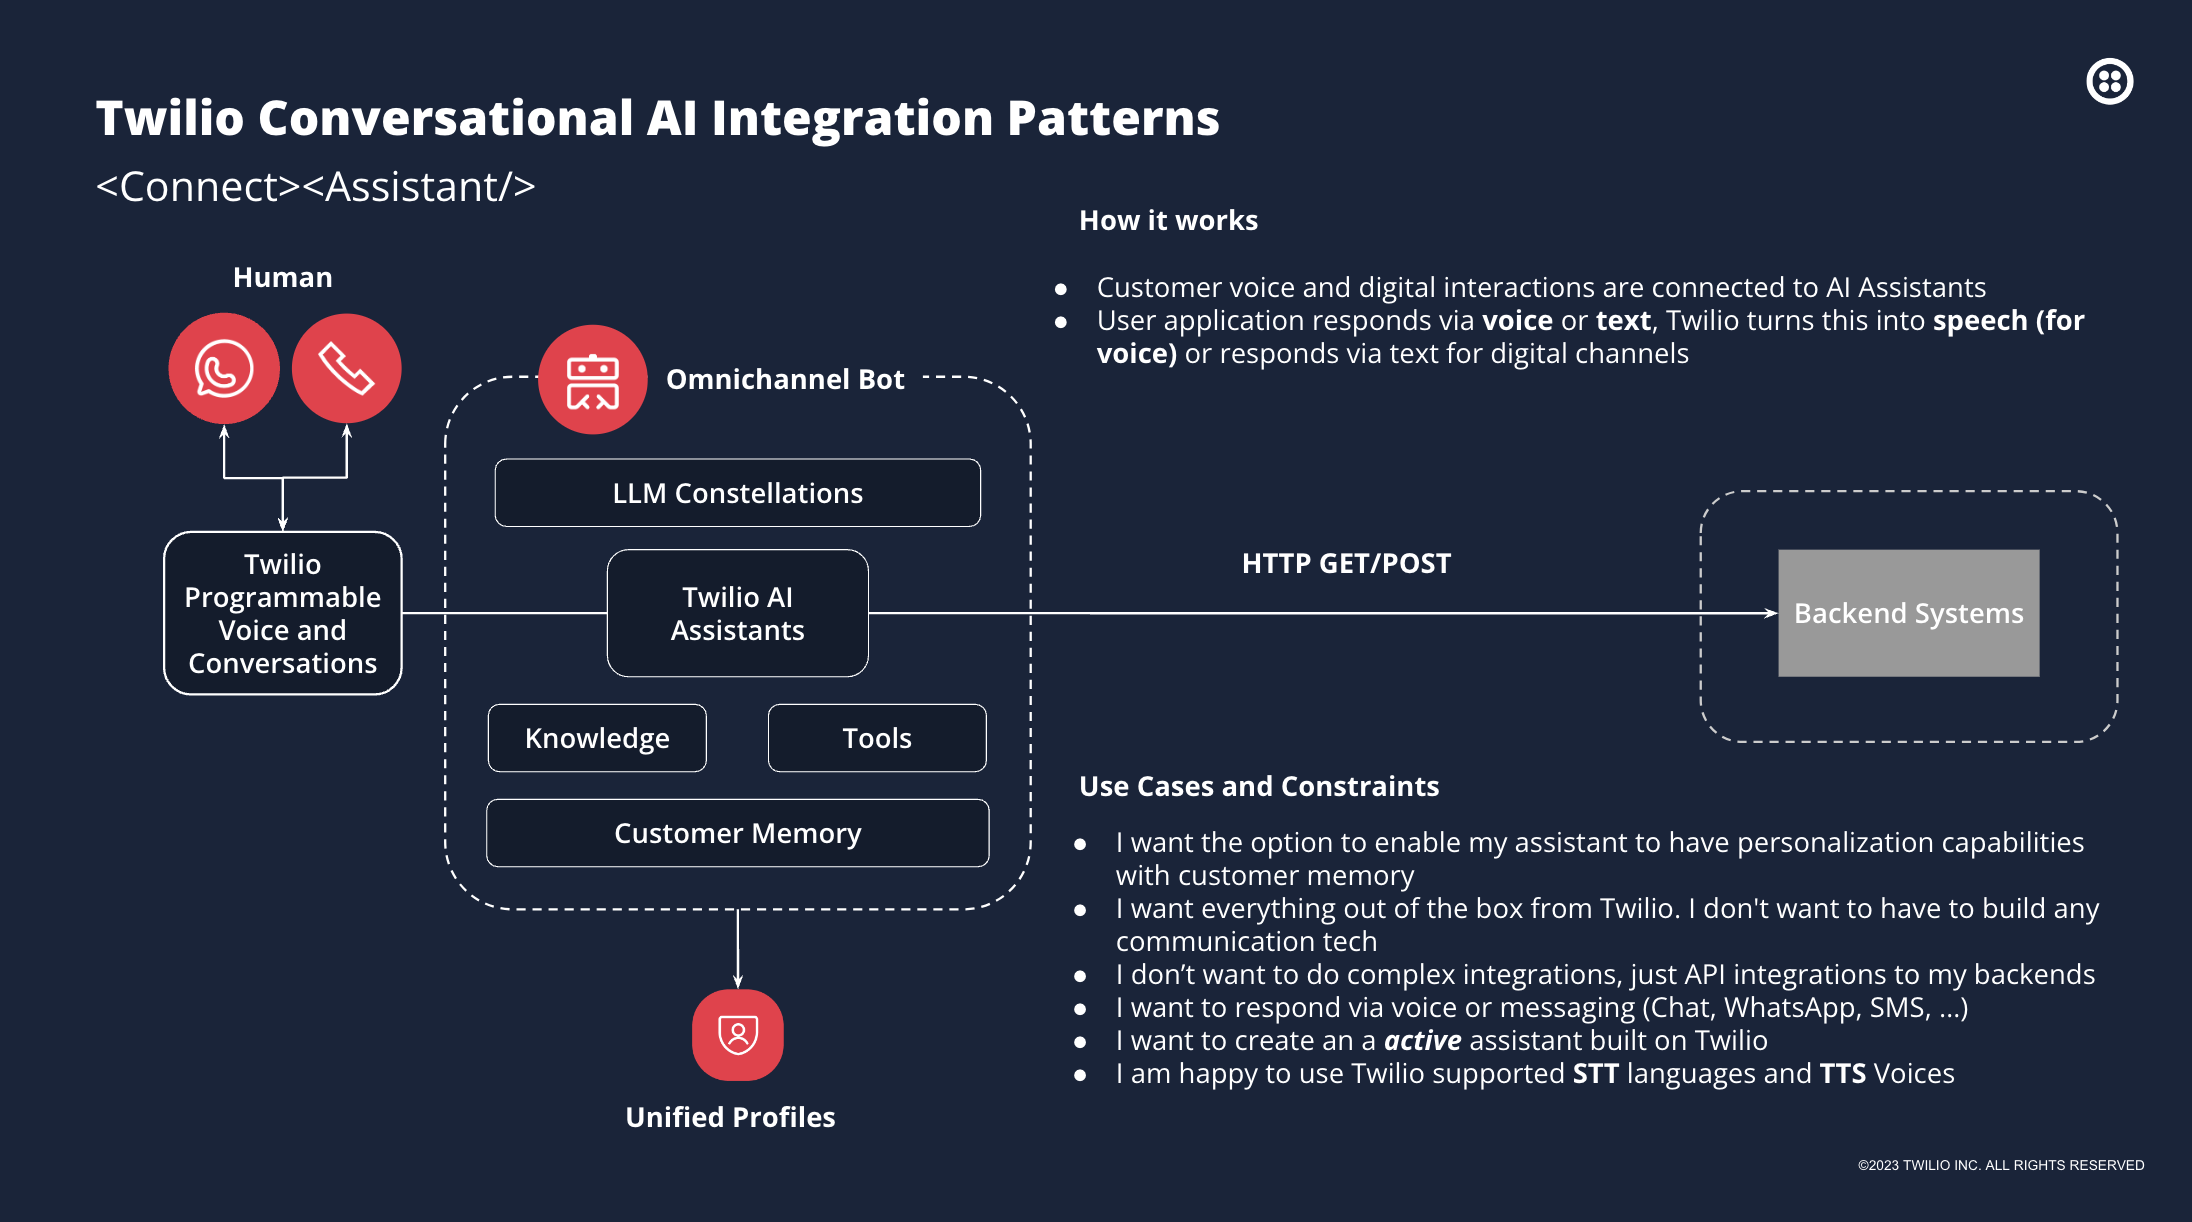 Twilio Conversational AI Integration Patterns
<Connect><Assistant/>
Human
Omnichannel Bot
LLM Constellations
Twilio
Programmable
Voice and
Conversations
Twilio AI
Assistants
Knowledge
Tools
Customer Memory
Unified Profiles
How it works
● Customer voice and digital interactions are connected to AI Assistants
● User application responds via voice or text, Twilio turns this into speech (for
voice) or responds via text for digital channels
HTTP GET/POST
Backend Systems
Use Cases and Constraints
● I want the option to enable my assistant to have personalization capabilities
with customer memory
● I want everything out of the box from Twilio. I don't want to have to build any
communication tech
● I don’t want to do complex integrations, just API integrations to my backends
● I want to respond via voice or messaging (Chat, WhatsApp, SMS, ...)
● I want to create an a active assistant built on Twilio
● I am happy to use Twilio supported STT languages and TTS Voices
©2023 TWILIO INC. ALL RIGHTS RESERVED